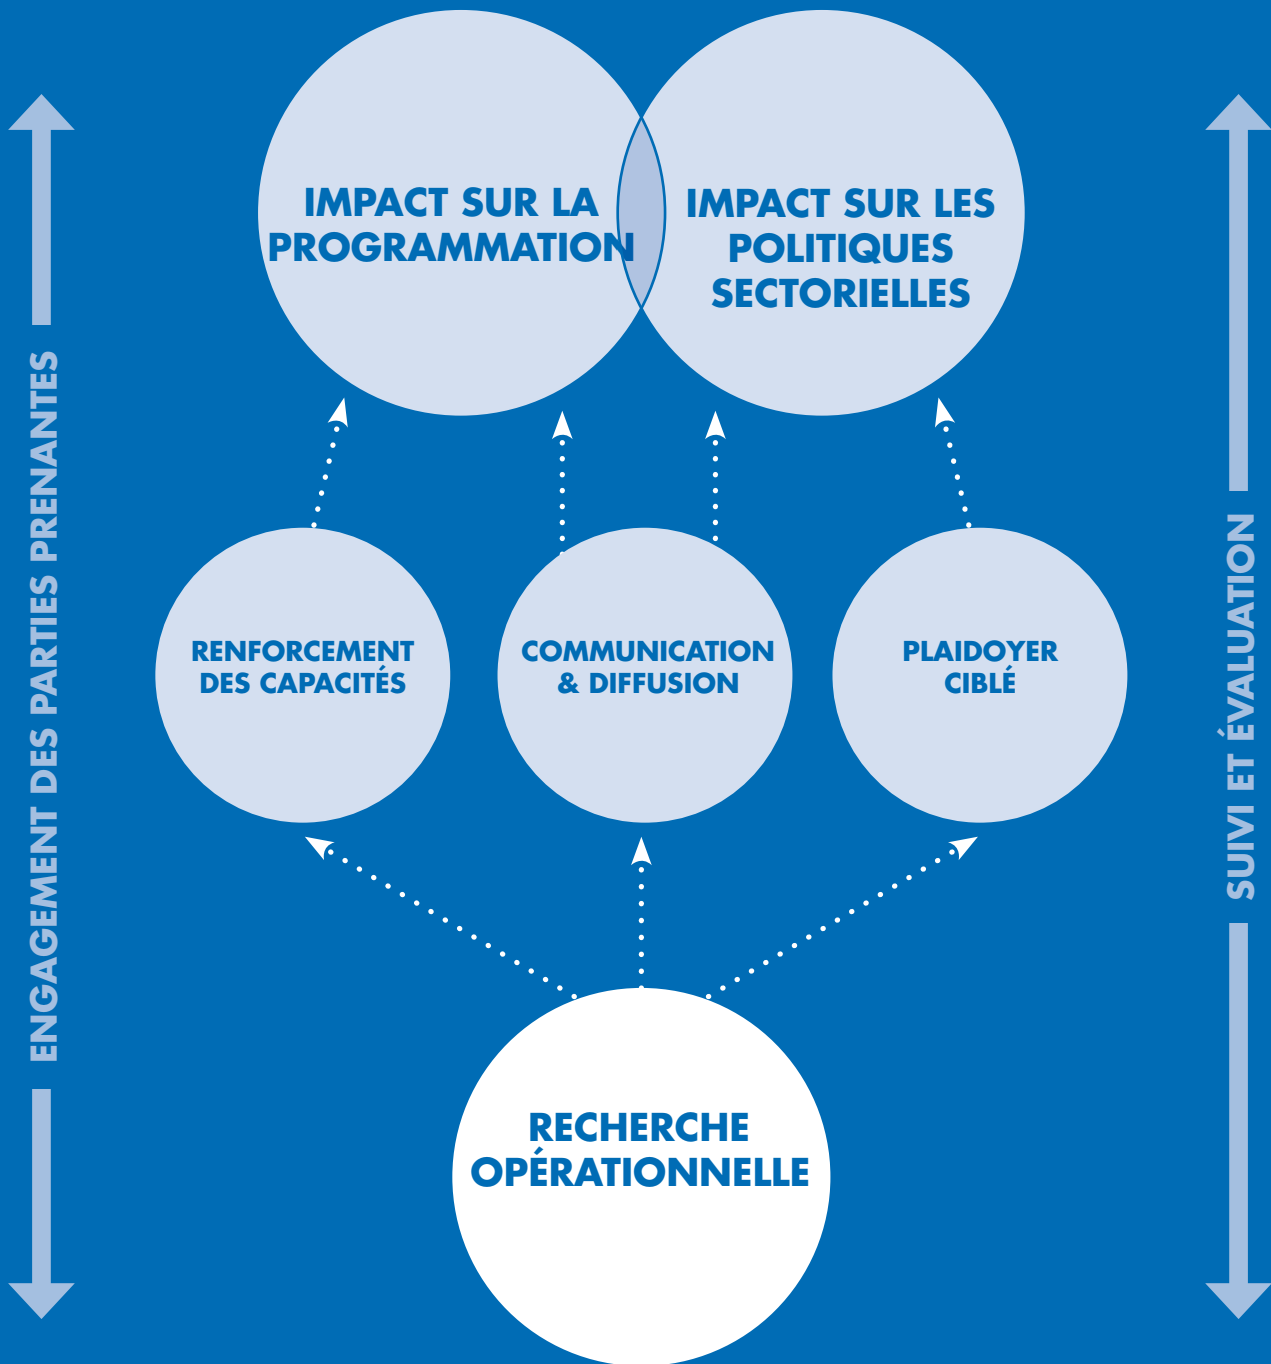 IMPACT SUR LA
PROGRAMMATION
IMPACT SUR LES
POLITIQUES
SECTORIELLES
ENGAGEMENT DES PARTIES PRENANTES
SUIVI ET ÉVALUATION
RENFORCEMENT
DES CAPACITÉS
COMMUNICATION
& DIFFUSION
PLAIDOYER
CIBLÉ
RECHERCHE
OPÉRATIONNELLE